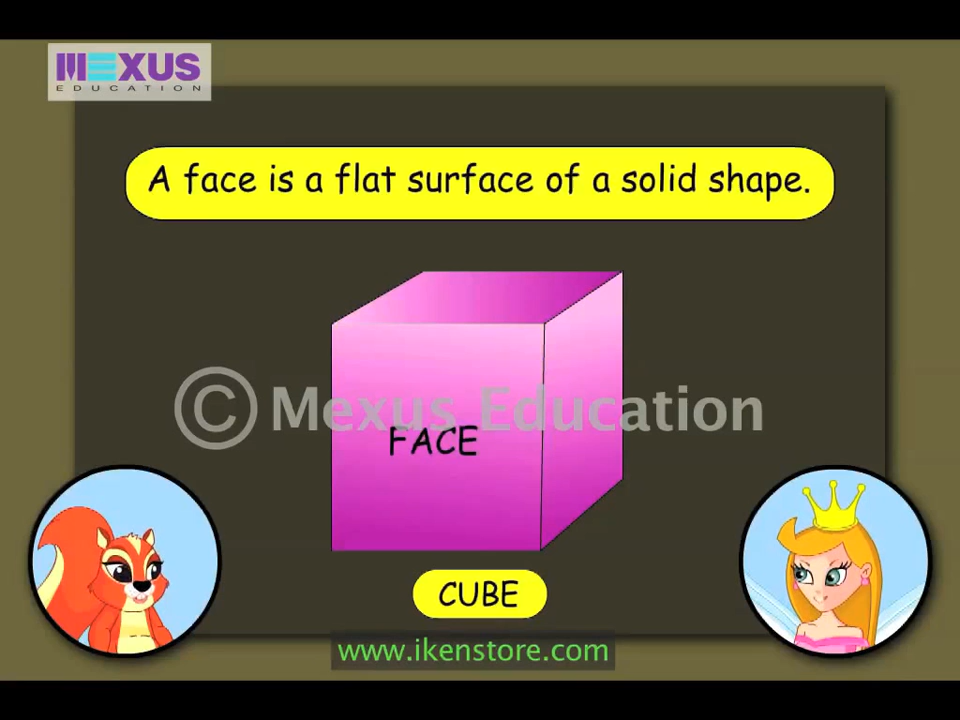 MEXUS
EDUCATION
A face is a flat surface of a solid shape.
© Mexus Education
FACE
CUBE
www.ikenstore.com